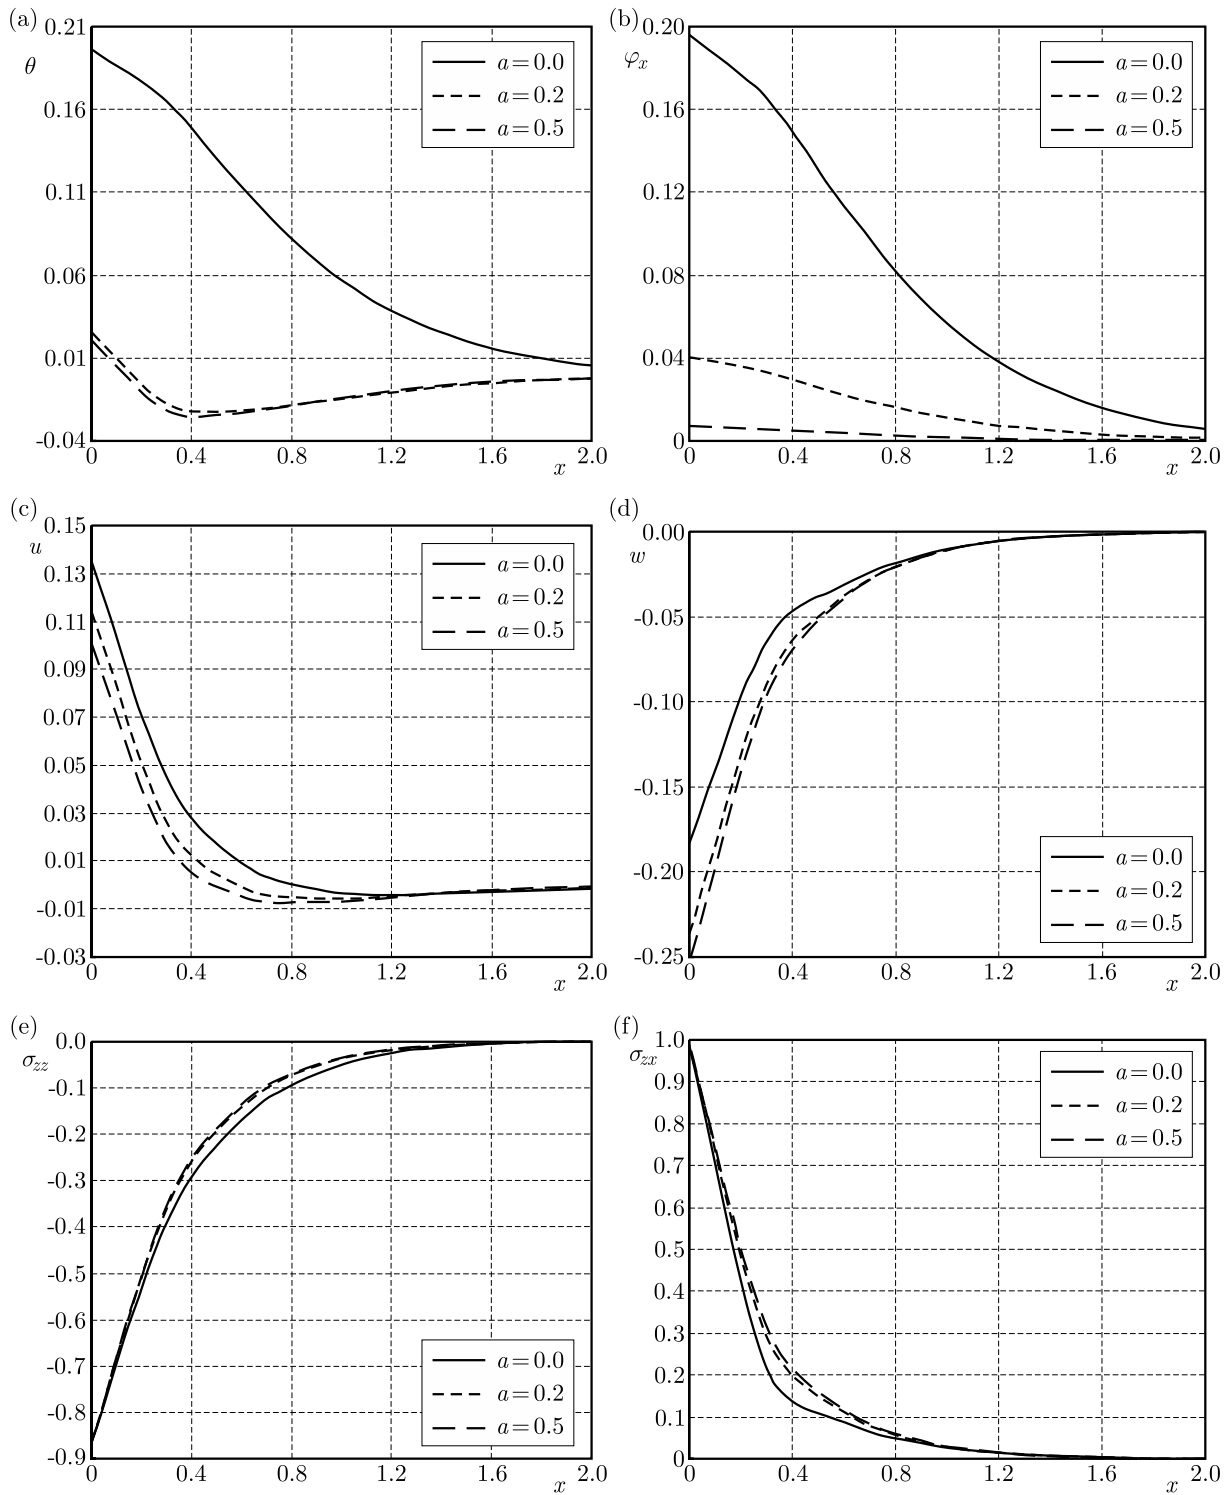 (a)
0.21
θ
0.16
0.11
0.06
0.01
-0.04
a=0.0
a=0.2
a=0.5
0 0.4 0.8 1.2 1.6 2.0
x
(b)
0.20
φx
0.16
0.12
0.08
0.04
0
a=0.0
a=0.2
a=0.5
0 0.4 0.8 1.2 1.6 2.0
x
(c)
0.15
u
0.13
0.11
0.09
0.07
0.05
0.03
0.01
-0.01
-0.03
a=0.0
a=0.2
a=0.5
0 0.4 0.8 1.2 1.6 2.0
x
(d)
0.00
w
-0.05
-0.10
-0.15
-0.20
-0.25
a=0.0
a=0.2
a=0.5
0 0.4 0.8 1.2 1.6 2.0
x
(e)
0.0
σzz
-0.1
-0.2
-0.3
-0.4
-0.5
-0.6
-0.7
-0.8
-0.9
a=0.0
a=0.2
a=0.5
0 0.4 0.8 1.2 1.6 2.0
x
(f)
1.0
σzx
0.9
0.8
0.7
0.6
0.5
0.4
0.3
0.2
0.1
0
a=0.0
a=0.2
a=0.5
0 0.4 0.8 1.2 1.6 2.0
x